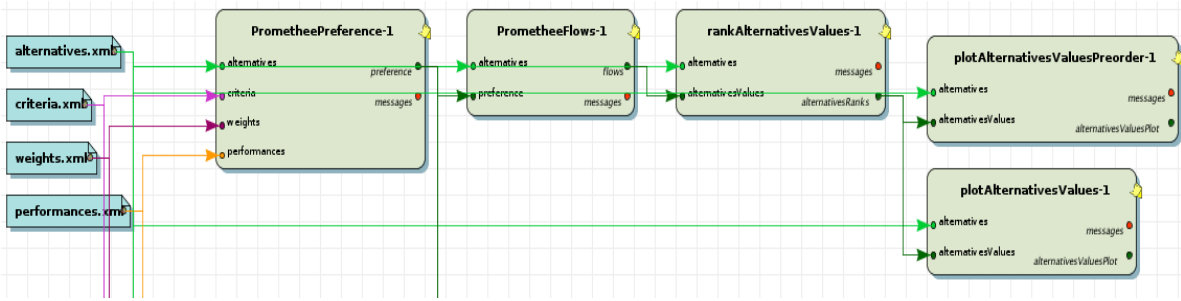 alternatives.xml
criteria.xml
weights.xml
performances.xml
PrometheePreference-1
alternatives
preference
criteria
messages
weights
performances
PrometheeFlows-1
alternatives
flows
preference
messages
rankAlternativesValues-1
alternatives
messages
alternativesValues
alternativesRanks
plotAlternativesValuesPreorder-1
alternatives
messages
alternativesValues
alternativesValuesPlot
plotAlternativesValues-1
alternatives
messages
alternativesValues
alternativesValuesPlot